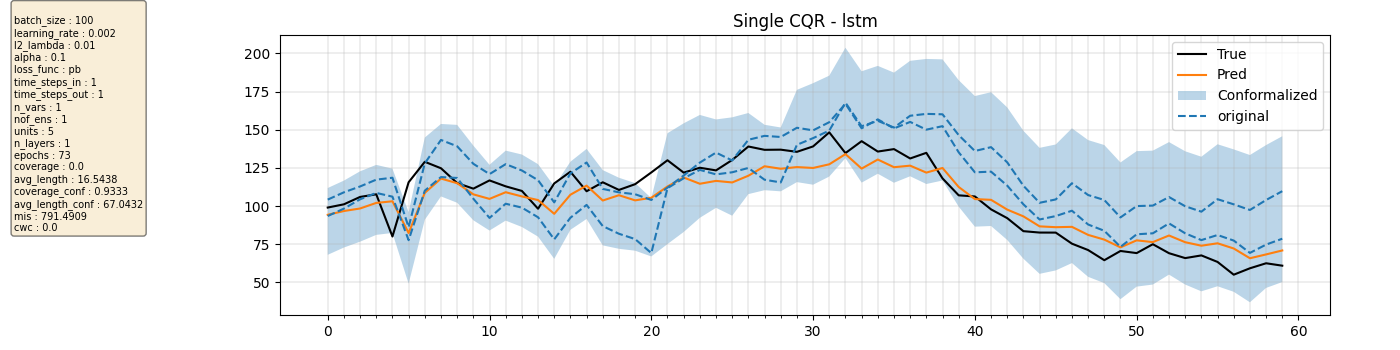 batch_size : 100
learning_rate : 0.002
l2_lambda : 0.01
alpha : 0.1
loss_func : pb
time_steps_in : 1
time_steps_out : 1
n_vars : 1
nof_ens : 1
units : 5
n_layers : 1
epochs : 73
coverage : 0.0
avg_length : 16.5438
coverage_conf : 0.9333
avg_length_conf : 67.0432
mis : 791.4909
cwc : 0.0
Single CQR - lstm
200
175
150
125
100
75
50
0 10 20 30 40 50 60
True
Pred
Conformalized
original